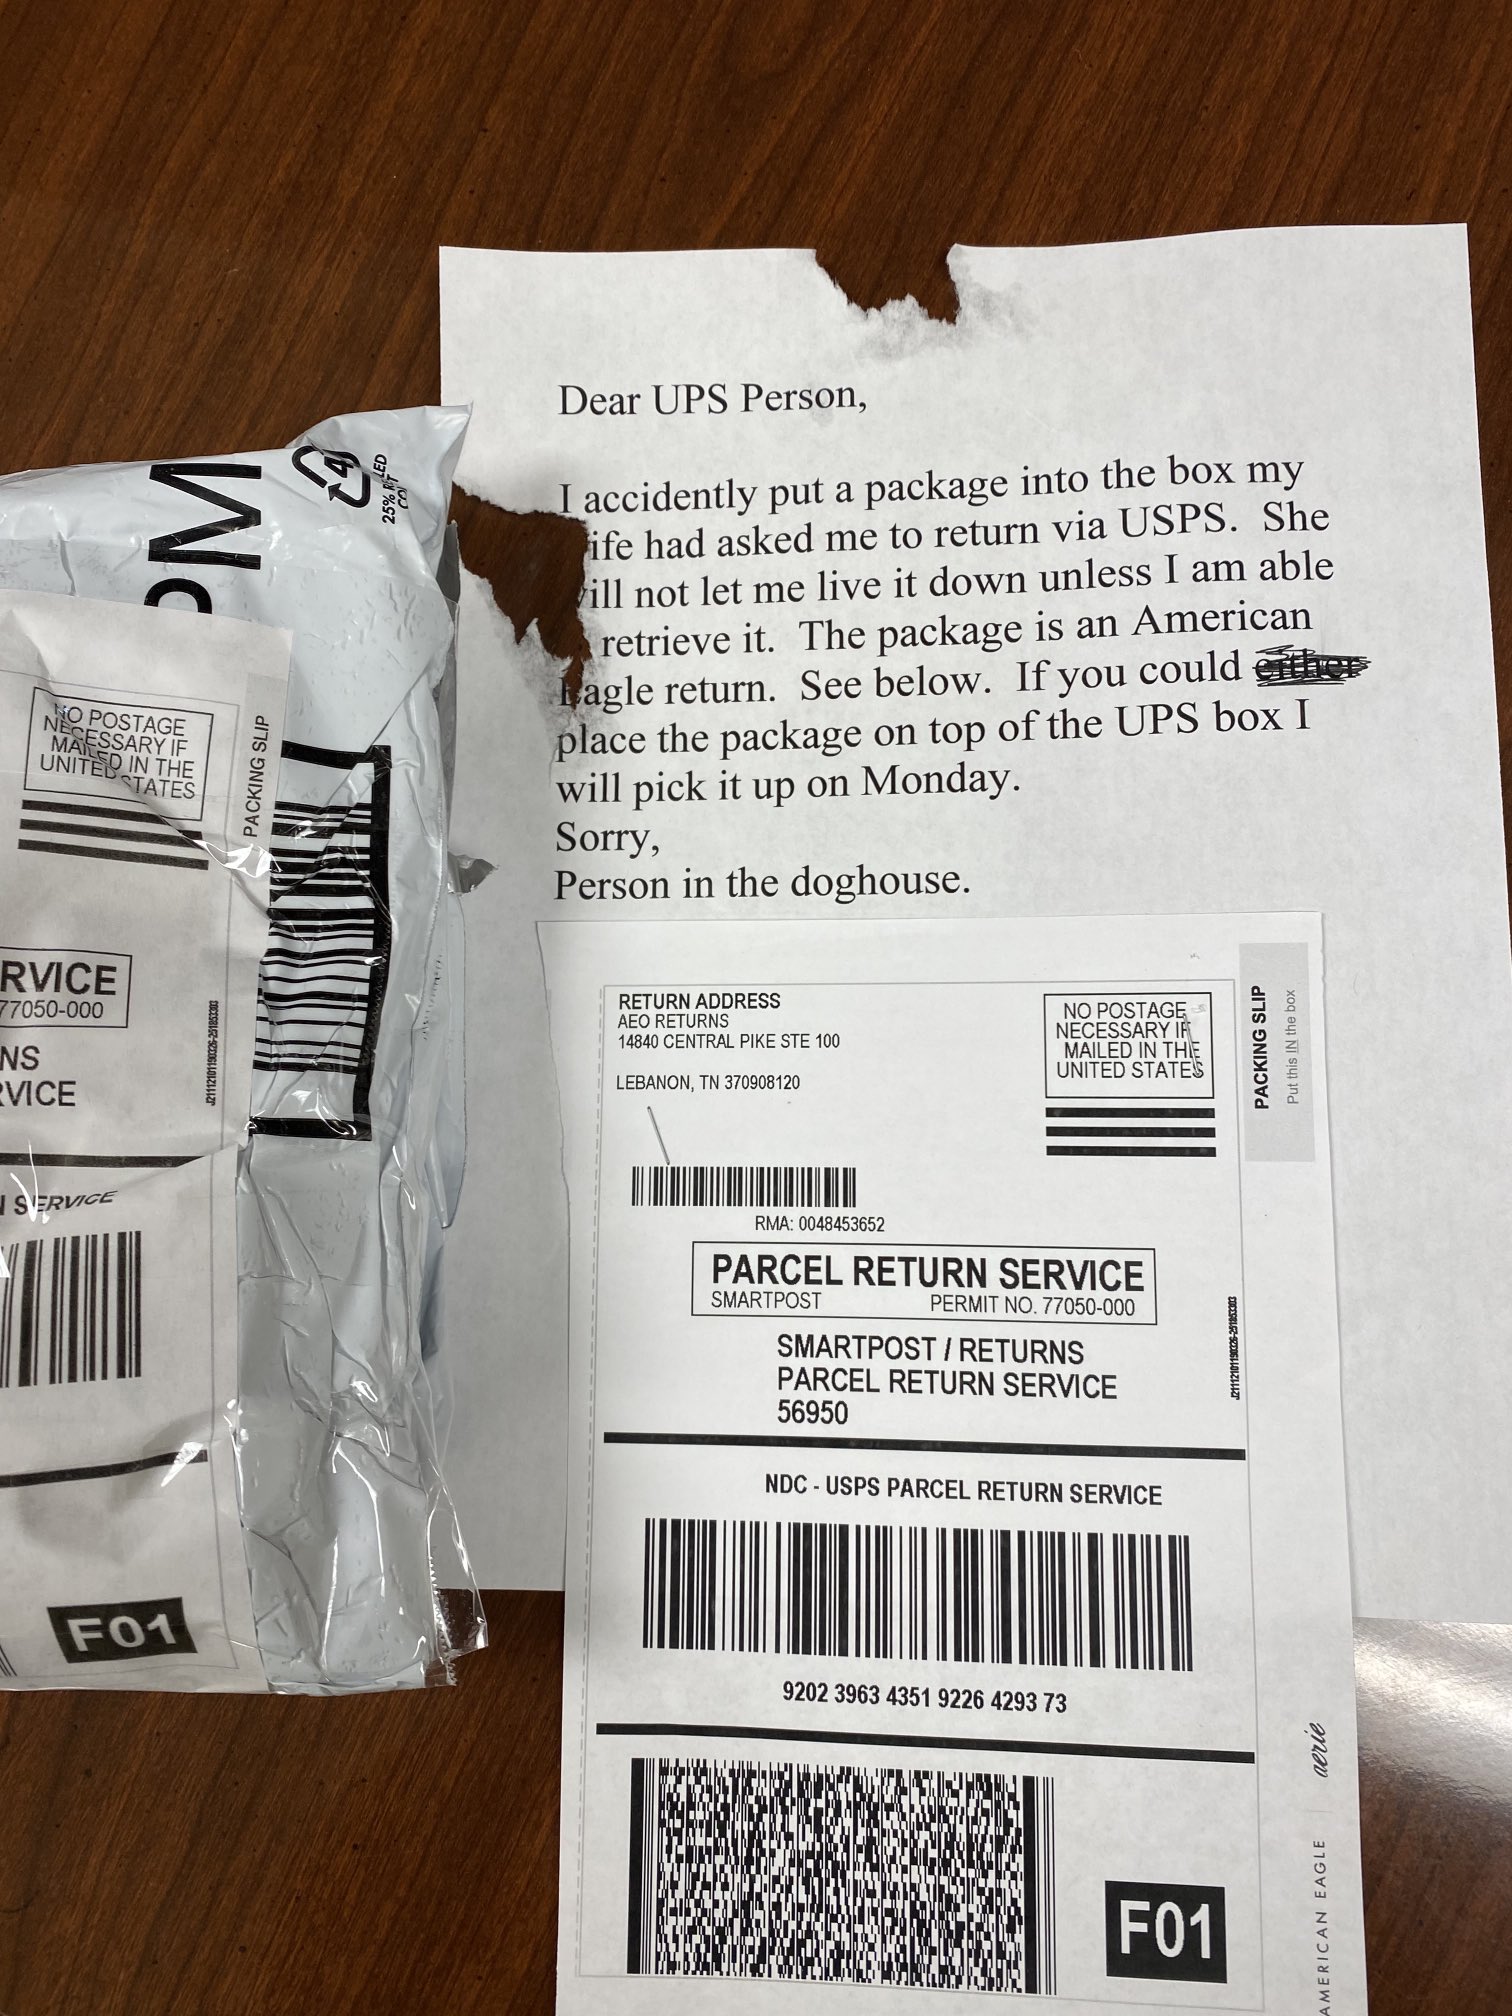 Dear UPS Person,
I accidently put a package into the box my
ife had asked me to return via USPS. She
ill not let me live it down unless I am able
retrieve it. The package is an American
Eagle return. See below. If you could either
place the package on top of the UPS box I
will pick it up on Monday.
Sorry,
Person in the doghouse.
RETURN ADDRESS
AEO RETURNS
14840 CENTRAL PIKE STE 100
LEBANON, TN 370908120
NO POSTAGE
NECESSARY IF
MAILED IN THE
UNITED STATES
PACKING SLIP
Put this IN the box
RMA: 0048453652
PARCEL RETURN SERVICE
SMARTPOST PERMIT NO. 77050-000
SMARTPOST / RETURNS
PARCEL RETURN SERVICE
56950
NDC - USPS PARCEL RETURN SERVICE
9202 3963 4351 9226 4293 73
F01
AMERICAN EAGLE | aerie
4
25%
NO POSTAGE
NECESSARY IF
MAILED IN THE
UNITED STATES
PACKING SLIP
RVICE
77050-000
NS
RVICE
SERVICE
F01